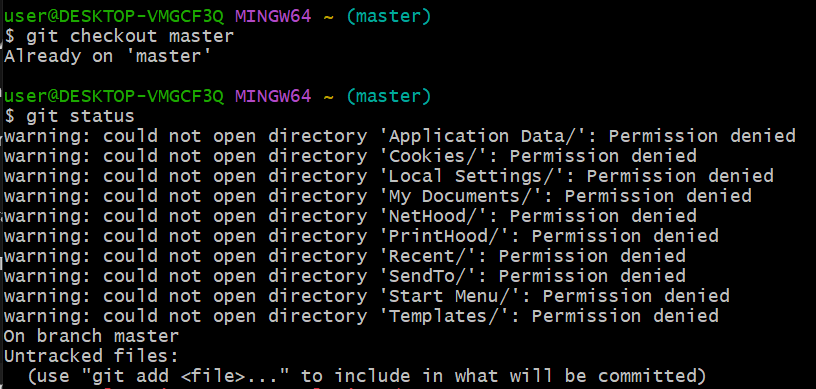 user@DESKTOP-VMGCF3Q MINGW64 ~ (master)
$ git checkout master
Already on 'master'
user@DESKTOP-VMGCF3Q MINGW64 ~ (master)
$ git status
warning: could not open directory 'Application Data/': Permission denied
warning: could not open directory 'Cookies/': Permission denied
warning: could not open directory 'Local Settings/': Permission denied
warning: could not open directory 'My Documents/': Permission denied
warning: could not open directory 'NetHood/': Permission denied
warning: could not open directory 'PrintHood/': Permission denied
warning: could not open directory 'Recent/': Permission denied
warning: could not open directory 'SendTo/': Permission denied
warning: could not open directory 'Start Menu/': Permission denied
warning: could not open directory 'Templates/': Permission denied
On branch master
Untracked files:
  (use "git add <file>..." to include in what will be committed)